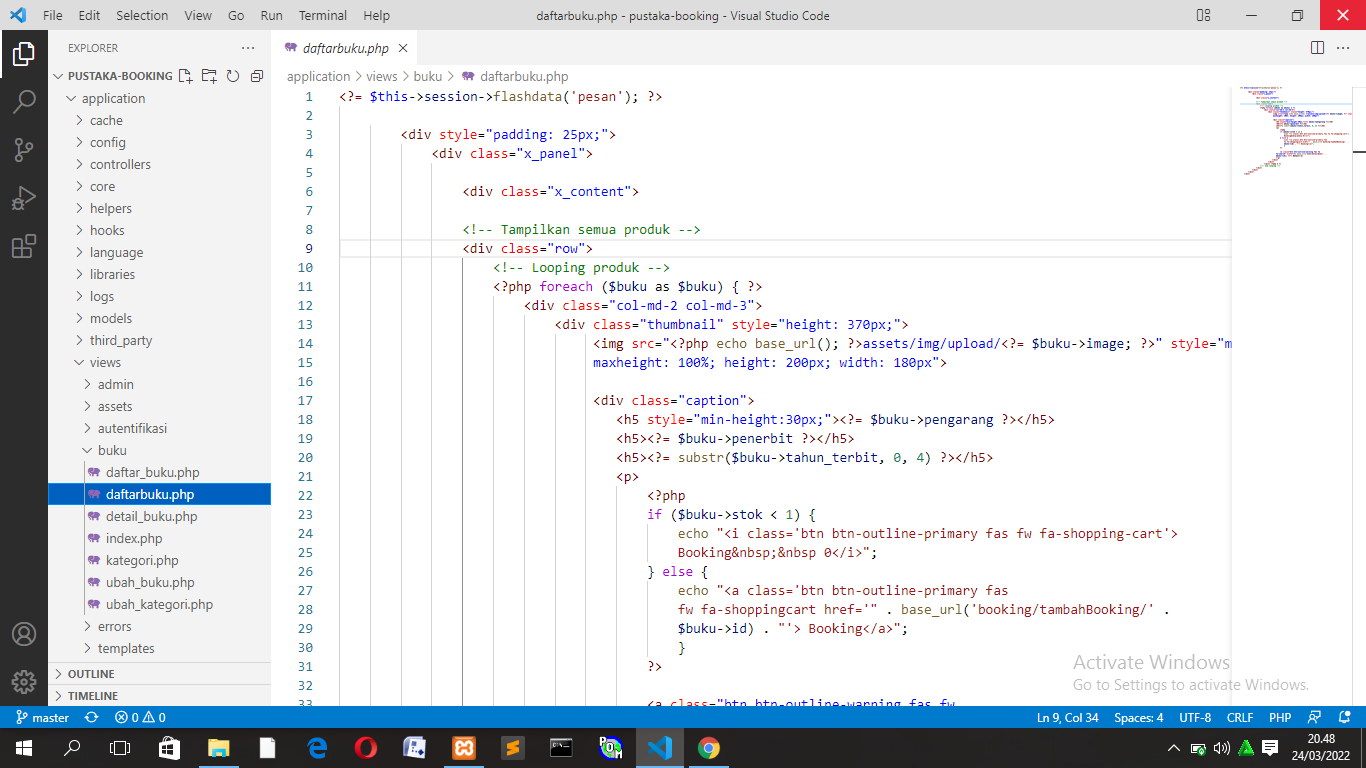 File Edit Selection View Go Run Terminal Help
daftarbuku.php - pustaka-booking - Visual Studio Code
EXPLORER
PUSTAKA-BOOKING
application
cache
config
controllers
core
helpers
hooks
language
libraries
logs
models
third_party
views
admin
assets
autentifikasi
buku
daftar_buku.php
daftarbuku.php
detail_buku.php
index.php
kategori.php
ubah_buku.php
ubah_kategori.php
errors
templates
OUTLINE
TIMELINE
daftarbuku.php
application > views > buku > daftarbuku.php
1 <?= $this->session->flashdata('pesan'); ?>
2
3 <div style="padding: 25px;">
4 <div class="x_panel">
5
6 <div class="x_content">
7
8 <!-- Tampilkan semua produk -->
9 <div class="row">
10 <!-- Looping produk -->
11 <?php foreach ($buku as $buku) { ?>
12 <div class="col-md-2 col-md-3">
13 <div class="thumbnail" style="height: 370px;">
14 <img src="<?php echo base_url(); ?>assets/img/upload/<?= $buku->image; ?>" style="m
15 maxheight: 100%; height: 200px; width: 180px">
16
17 <div class="caption">
18 <h5 style="min-height:30px;"><?= $buku->pengarang ?></h5>
19 <h5><?= $buku->penerbit ?></h5>
20 <h5><?= substr($buku->tahun_terbit, 0, 4) ?></h5>
21 <p>
22 <?php
23 if ($buku->stok < 1) {
24 echo "<i class='btn btn-outline-primary fas fw fa-shopping-cart'>
25 Booking&nbsp;&nbsp 0</i>";
26 } else {
27 echo "<a class='btn btn-outline-primary fas
28 fw fa-shoppingcart href='" . base_url('booking/tambahBooking/' .
29 $buku->id) . "'> Booking</a>";
30 }
31 ?>
32
33 <a class="btn btn-outline-warning fas fw
Activate Windows
Go to Settings to activate Windows.
master 0 0 Ln 9, Col 34 Spaces: 4 UTF-8 CRLF PHP
20.48
24/03/2022